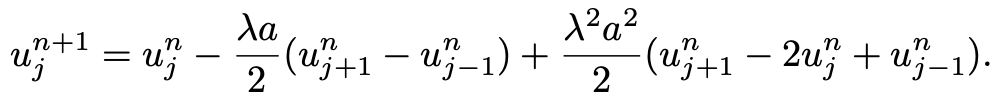 u_j^{n+1} = u_j^n - \frac{\lambda a}{2}(u_{j+1}^n - u_{j-1}^n) + \frac{\lambda^2 a^2}{2}(u_{j+1}^n - 2u_j^n + u_{j-1}^n).